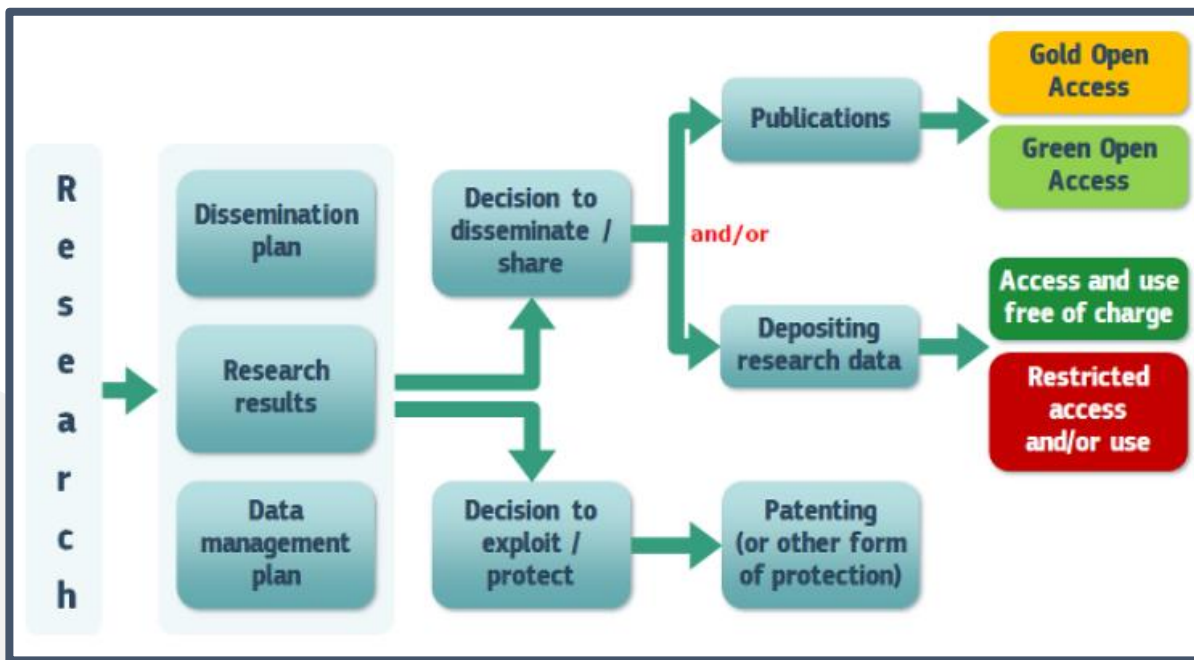 Research
Dissemination
plan
Research
results
Data
management
plan
Decision to
disseminate /
share
Decision to
exploit /
protect
and/or
Publications
Depositing
research data
Patenting
(or other form
of protection)
Gold Open
Access
Green Open
Access
Access and use
free of charge
Restricted
access
and/or use